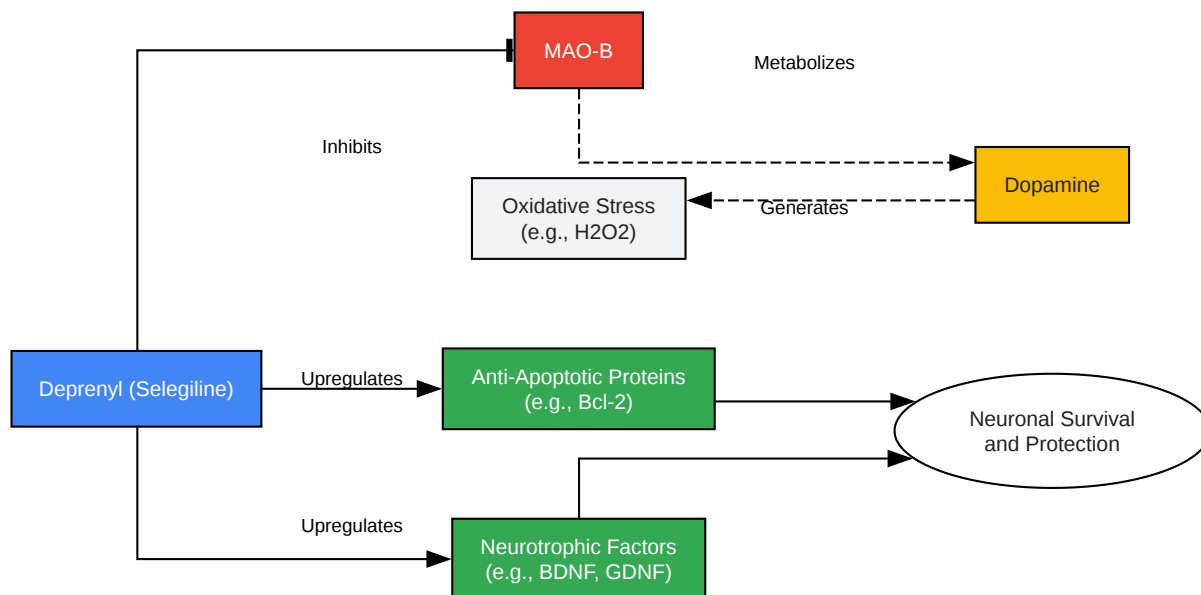 MAO-B
Metabolizes
Inhibits
Dopamine
Oxidative Stress
(e.g., H2O2)
Generates
Deprenyl (Selegiline)
Upregulates
Anti-Apoptotic Proteins
(e.g., Bcl-2)
Neuronal Survival
and Protection
Upregulates
Neurotrophic Factors
(e.g., BDNF, GDNF)